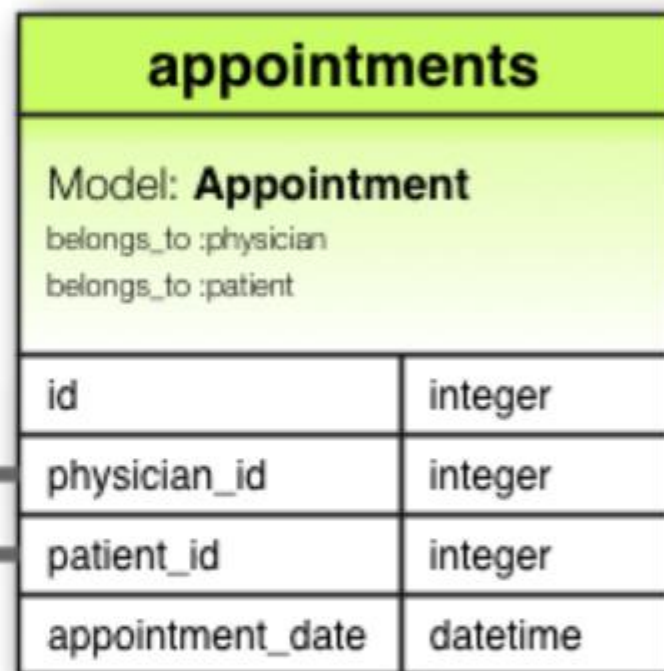 appointments
Model: Appointment
belongs_to :physician
belongs_to :patient
id integer
physician_id integer
patient_id integer
appointment_date datetime